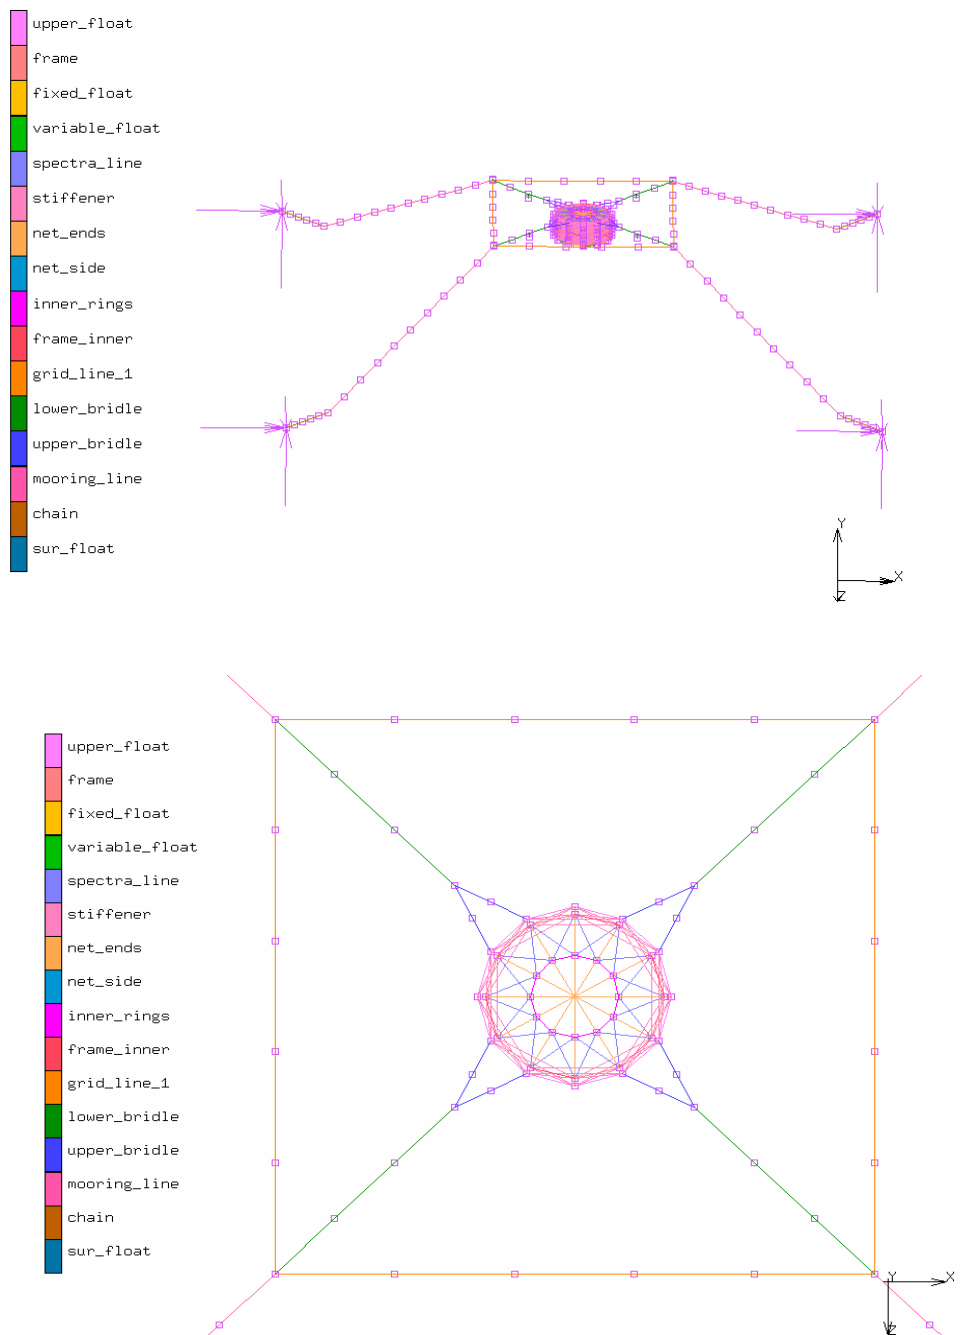 upper_float
frame
fixed_float
variable_float
spectra_line
stiffener
net_ends
net_side
inner_rings
frame_inner
grid_line_1
lower_bridle
upper_bridle
mooring_line
chain
sur_float
Y
X
Z
upper_float
frame
fixed_float
variable_float
spectra_line
stiffener
net_ends
net_side
inner_rings
frame_inner
grid_line_1
lower_bridle
upper_bridle
mooring_line
chain
sur_float
Y
X
Z